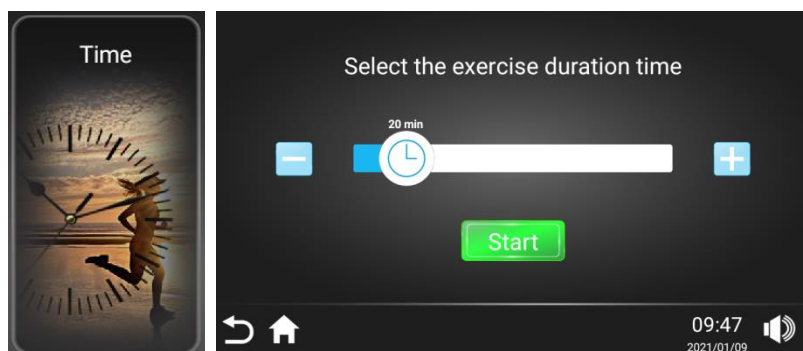 Time
Select the exercise duration time
20 min
Start
09:47
2021/01/09